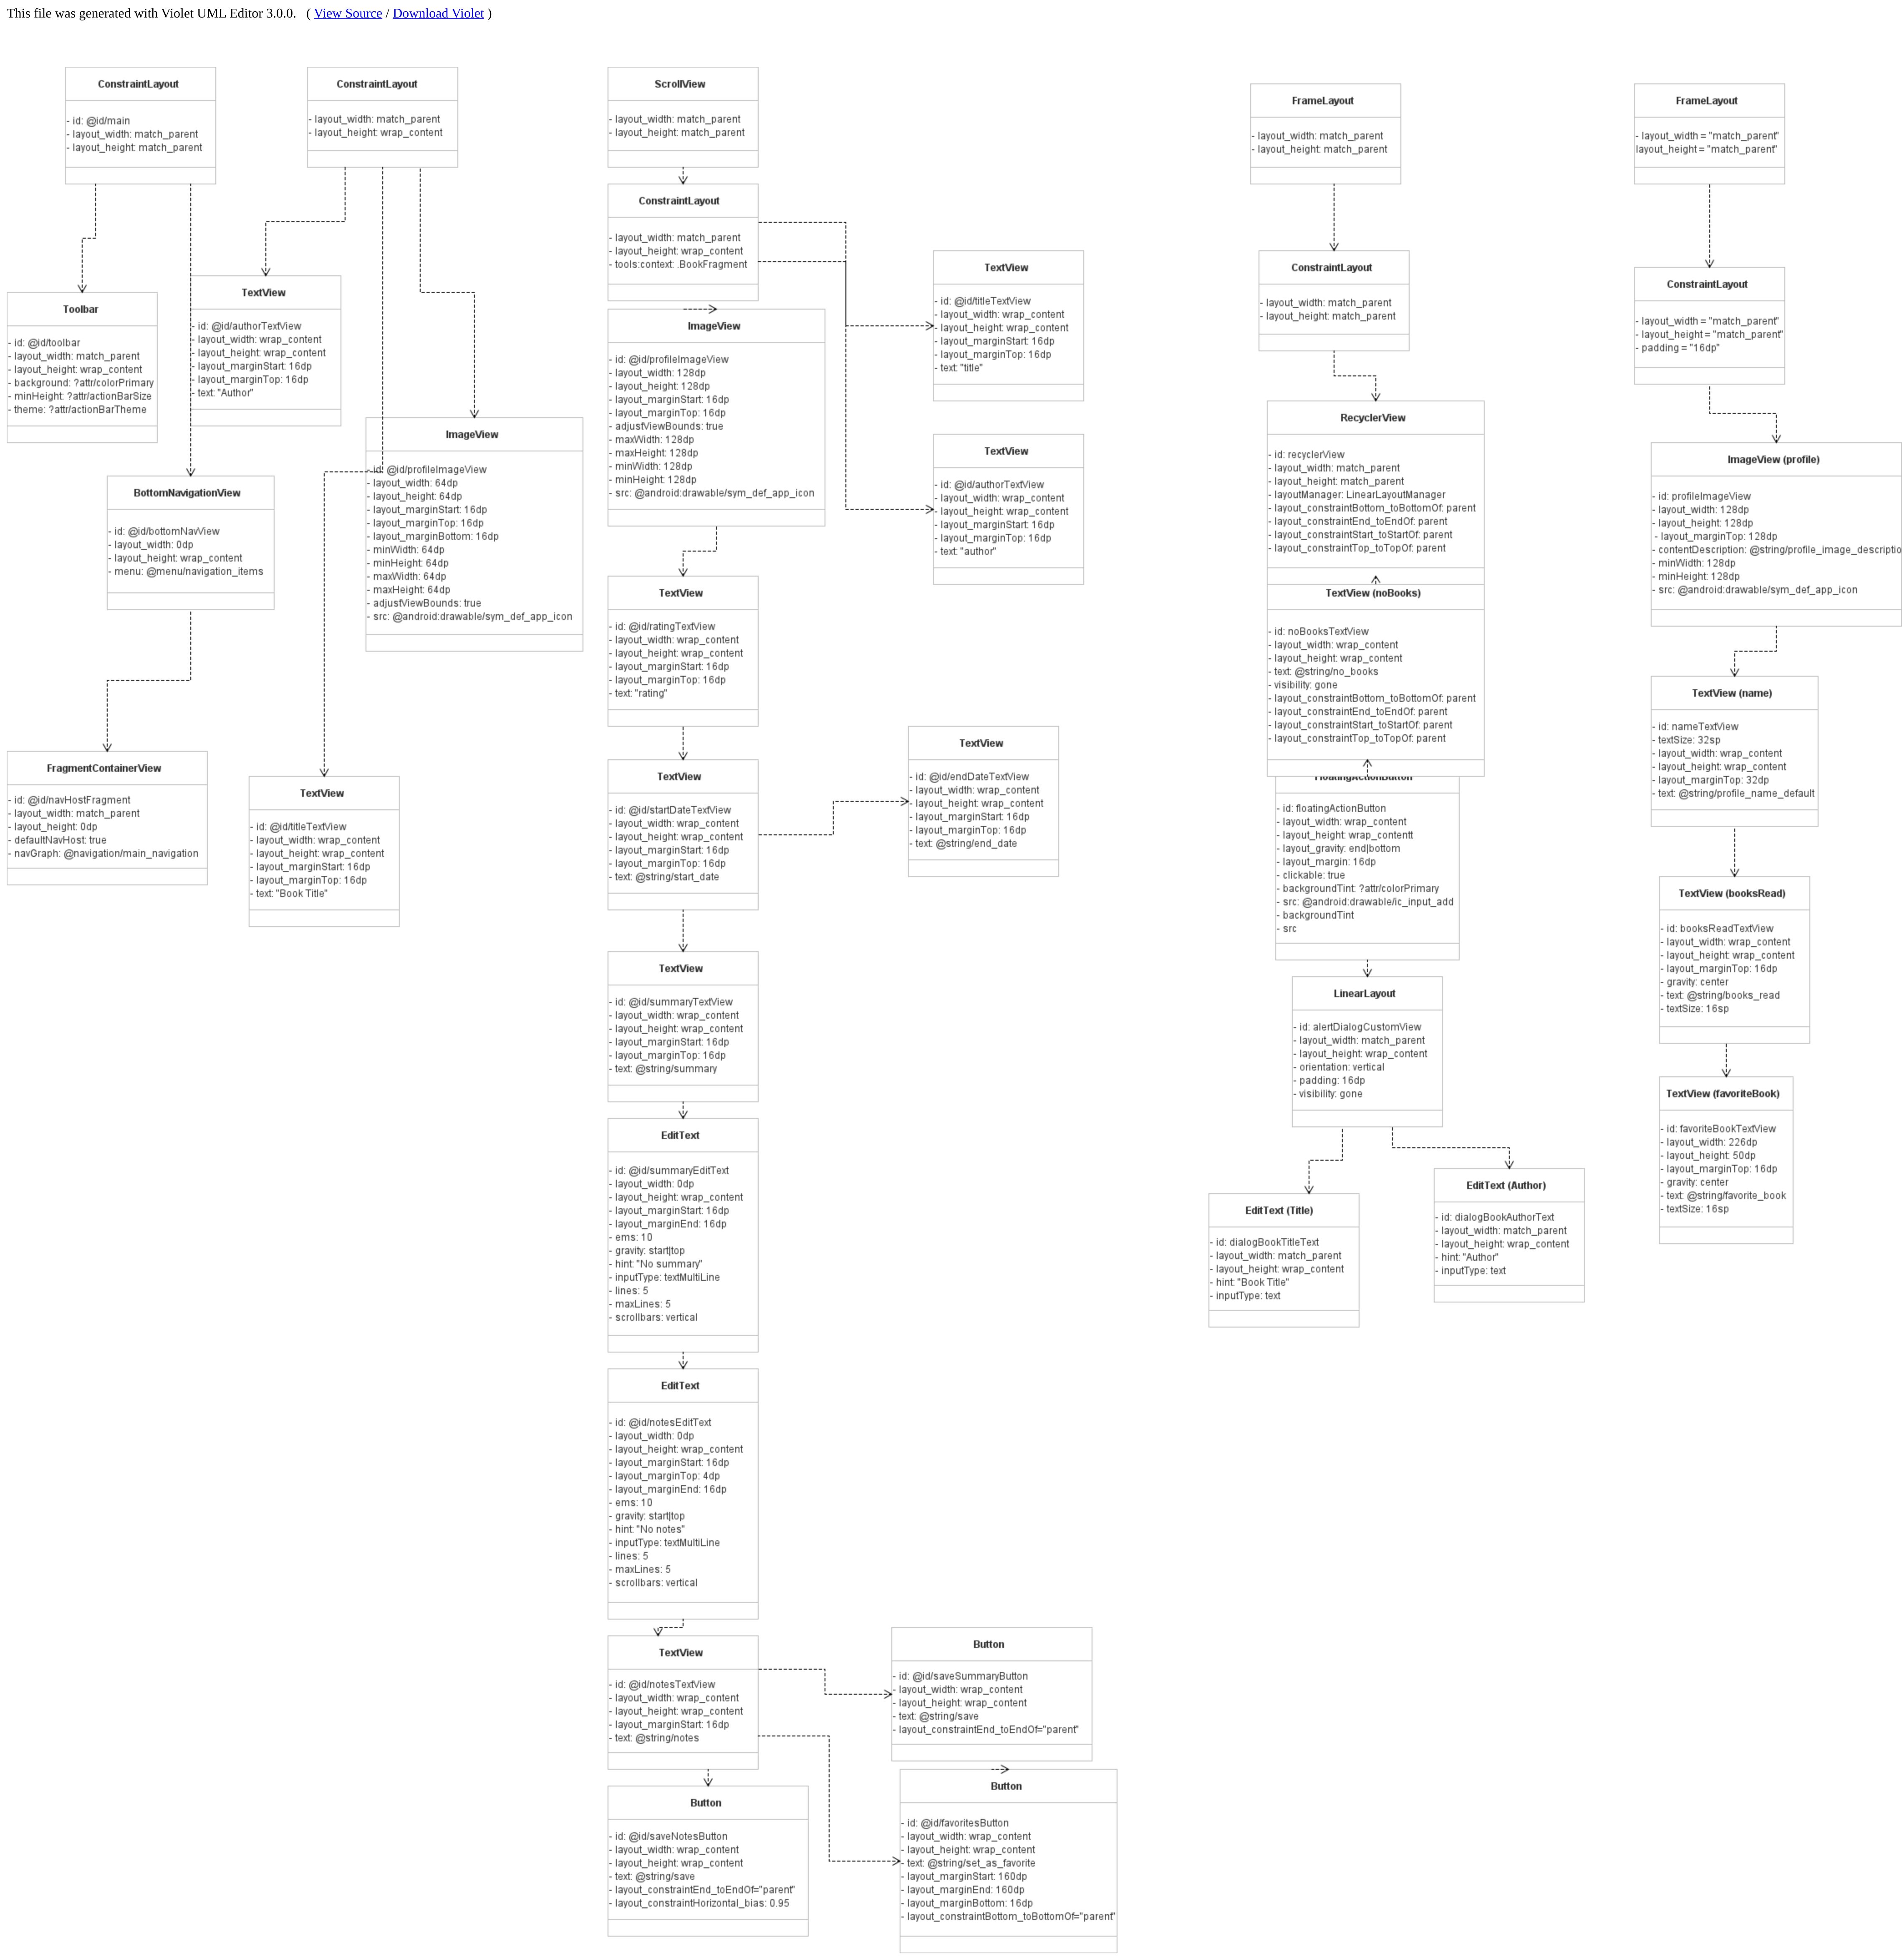 This file was generated with Violet UML Editor 3.0.0. ( View Source / Download Violet )
ConstraintLayout
- id: @id/main
- layout_width: match_parent
- layout_height: match_parent
ConstraintLayout
- layout_width: match_parent
- layout_height: wrap_content
Toolbar
- id: @id/toolbar
- layout_width: match_parent
- layout_height: wrap_content
- background: ?attr/colorPrimary
- minHeight: ?attr/actionBarSize
- theme: ?attr/actionBarTheme
TextView
- id: @id/authorTextView
- layout_width: wrap_content
- layout_height: wrap_content
- layout_marginStart: 16dp
- layout_marginTop: 16dp
- text: "Author"
ImageView
- id: @id/profileImageView
- layout_width: 64dp
- layout_height: 64dp
- layout_marginStart: 16dp
- layout_marginTop: 16dp
- layout_marginBottom: 16dp
- minWidth: 64dp
- minHeight: 64dp
- maxWidth: 64dp
- maxHeight: 64dp
- adjustViewBounds: true
- src: @android:drawable/sym_def_app_icon
BottomNavigationView
- id: @id/bottomNavView
- layout_width: 0dp
- layout_height: wrap_content
- menu: @menu/navigation_items
FragmentContainerView
- id: @id/navHostFragment
- layout_width: match_parent
- layout_height: 0dp
- defaultNavHost: true
- navGraph: @navigation/main_navigation
TextView
- id: @id/titleTextView
- layout_width: wrap_content
- layout_height: wrap_content
- layout_marginStart: 16dp
- layout_marginTop: 16dp
- text: "Book Title"
ScrollView
- layout_width: match_parent
- layout_height: match_parent
ConstraintLayout
- layout_width: match_parent
- layout_height: wrap_content
- tools:context: .BookFragment
TextView
- id: @id/titleTextView
- layout_width: wrap_content
- layout_height: wrap_content
- layout_marginStart: 16dp
- layout_marginTop: 16dp
- text: "title"
ImageView
- id: @id/profileImageView
- layout_width: 128dp
- layout_height: 128dp
- layout_marginStart: 16dp
- layout_marginTop: 16dp
- adjustViewBounds: true
- maxWidth: 128dp
- maxHeight: 128dp
- minWidth: 128dp
- minHeight: 128dp
- src: @android:drawable/sym_def_app_icon
TextView
- id: @id/authorTextView
- layout_width: wrap_content
- layout_height: wrap_content
- layout_marginStart: 16dp
- layout_marginTop: 16dp
- text: "author"
TextView
- id: @id/ratingTextView
- layout_width: wrap_content
- layout_height: wrap_content
- layout_marginStart: 16dp
- layout_marginTop: 16dp
- text: "rating"
TextView
- id: @id/startDateTextView
- layout_width: wrap_content
- layout_height: wrap_content
- layout_marginStart: 16dp
- layout_marginTop: 16dp
- text: @string/start_date
TextView
- id: @id/endDateTextView
- layout_width: wrap_content
- layout_height: wrap_content
- layout_marginStart: 16dp
- layout_marginTop: 16dp
- text: @string/end_date
TextView
- id: @id/summaryTextView
- layout_width: wrap_content
- layout_height: wrap_content
- layout_marginStart: 16dp
- layout_marginTop: 16dp
- text: @string/summary
EditText
- id: @id/summaryEditText
- layout_width: 0dp
- layout_height: wrap_content
- layout_marginStart: 16dp
- layout_marginEnd: 16dp
- ems: 10
- gravity: start|top
- hint: "No summary"
- inputType: textMultiLine
- lines: 5
- maxLines: 5
- scrollbars: vertical
EditText
- id: @id/notesEditText
- layout_width: 0dp
- layout_height: wrap_content
- layout_marginStart: 16dp
- layout_marginTop: 4dp
- layout_marginEnd: 16dp
- ems: 10
- gravity: start|top
- hint: "No notes"
- inputType: textMultiLine
- lines: 5
- maxLines: 5
- scrollbars: vertical
TextView
- id: @id/notesTextView
- layout_width: wrap_content
- layout_height: wrap_content
- layout_marginStart: 16dp
- text: @string/notes
Button
- id: @id/saveSummaryButton
- layout_width: wrap_content
- layout_height: wrap_content
- text: @string/save
- layout_constraintEnd_toEndOf="parent"
Button
- id: @id/saveNotesButton
- layout_width: wrap_content
- layout_height: wrap_content
- text: @string/save
- layout_constraintEnd_toEndOf="parent"
- layout_constraintHorizontal_bias: 0.95
Button
- id: @id/favoritesButton
- layout_width: wrap_content
- layout_height: wrap_content
- text: @string/set_as_favorite
- layout_marginStart: 160dp
- layout_marginEnd: 160dp
- layout_marginBottom: 16dp
- layout_constraintBottom_toBottomOf="parent"
FrameLayout
- layout_width: match_parent
- layout_height: match_parent
ConstraintLayout
- layout_width: match_parent
- layout_height: match_parent
RecyclerView
- id: recyclerView
- layout_width: match_parent
- layout_height: match_parent
- layoutManager: LinearLayoutManager
- layout_constraintBottom_toBottomOf: parent
- layout_constraintEnd_toEndOf: parent
- layout_constraintStart_toStartOf: parent
- layout_constraintTop_toTopOf: parent
TextView (noBooks)
- id: noBooksTextView
- layout_width: wrap_content
- layout_height: wrap_content
- text: @string/no_books
- visibility: gone
- layout_constraintBottom_toBottomOf: parent
- layout_constraintEnd_toEndOf: parent
- layout_constraintStart_toStartOf: parent
- layout_constraintTop_toTopOf: parent
FloatingActionButton
- id: floatingActionButton
- layout_width: wrap_content
- layout_height: wrap_contentt
- layout_gravity: end|bottom
- layout_margin: 16dp
- clickable: true
- backgroundTint: ?attr/colorPrimary
- src: @android:drawable/ic_input_add
- backgroundTint
- src
LinearLayout
- id: alertDialogCustomView
- layout_width: match_parent
- layout_height: wrap_content
- orientation: vertical
- padding: 16dp
- visibility: gone
EditText (Title)
- id: dialogBookTitleText
- layout_width: match_parent
- layout_height: wrap_content
- hint: "Book Title"
- inputType: text
EditText (Author)
- id: dialogBookAuthorText
- layout_width: match_parent
- layout_height: wrap_content
- hint: "Author"
- inputType: text
FrameLayout
- layout_width = "match_parent"
layout_height = "match_parent"
ConstraintLayout
- layout_width = "match_parent"
- layout_height = "match_parent"
- padding = "16dp"
ImageView (profile)
- id: profileImageView
- layout_width: 128dp
- layout_height: 128dp
- layout_marginTop: 128dp
- contentDescription: @string/profile_image_descriptio
- minWidth: 128dp
- minHeight: 128dp
- src: @android:drawable/sym_def_app_icon
TextView (name)
- id: nameTextView
- textSize: 32sp
- layout_width: wrap_content
- layout_height: wrap_content
- layout_marginTop: 32dp
- text: @string/profile_name_default
TextView (booksRead)
- id: booksReadTextView
- layout_width: wrap_content
- layout_height: wrap_content
- layout_marginTop: 16dp
- gravity: center
- text: @string/books_read
- textSize: 16sp
TextView (favoriteBook)
- id: favoriteBookTextView
- layout_width: 226dp
- layout_height: 50dp
- layout_marginTop: 16dp
- gravity: center
- text: @string/favorite_book
- textSize: 16sp